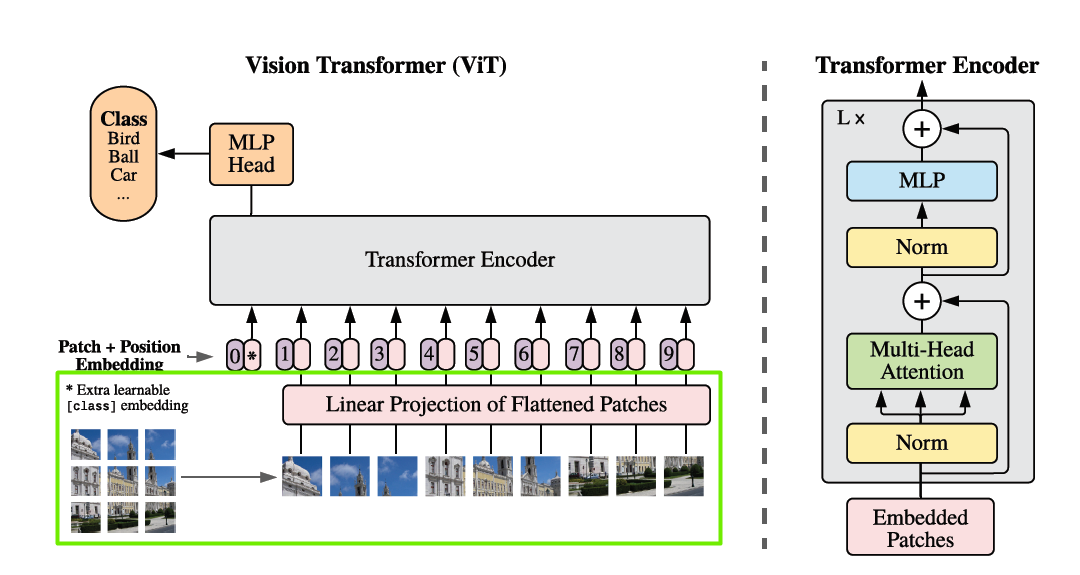 Vision Transformer (ViT)
Class
Bird
Ball
Car
...
MLP
Head
Transformer Encoder
Patch + Position
Embedding
0 * 1 2 3 4 5 6 7 8 9
* Extra learnable
[class] embedding
Linear Projection of Flattened Patches
Transformer Encoder
L ×
+
MLP
Norm
+
Multi-Head
Attention
Norm
Embedded
Patches